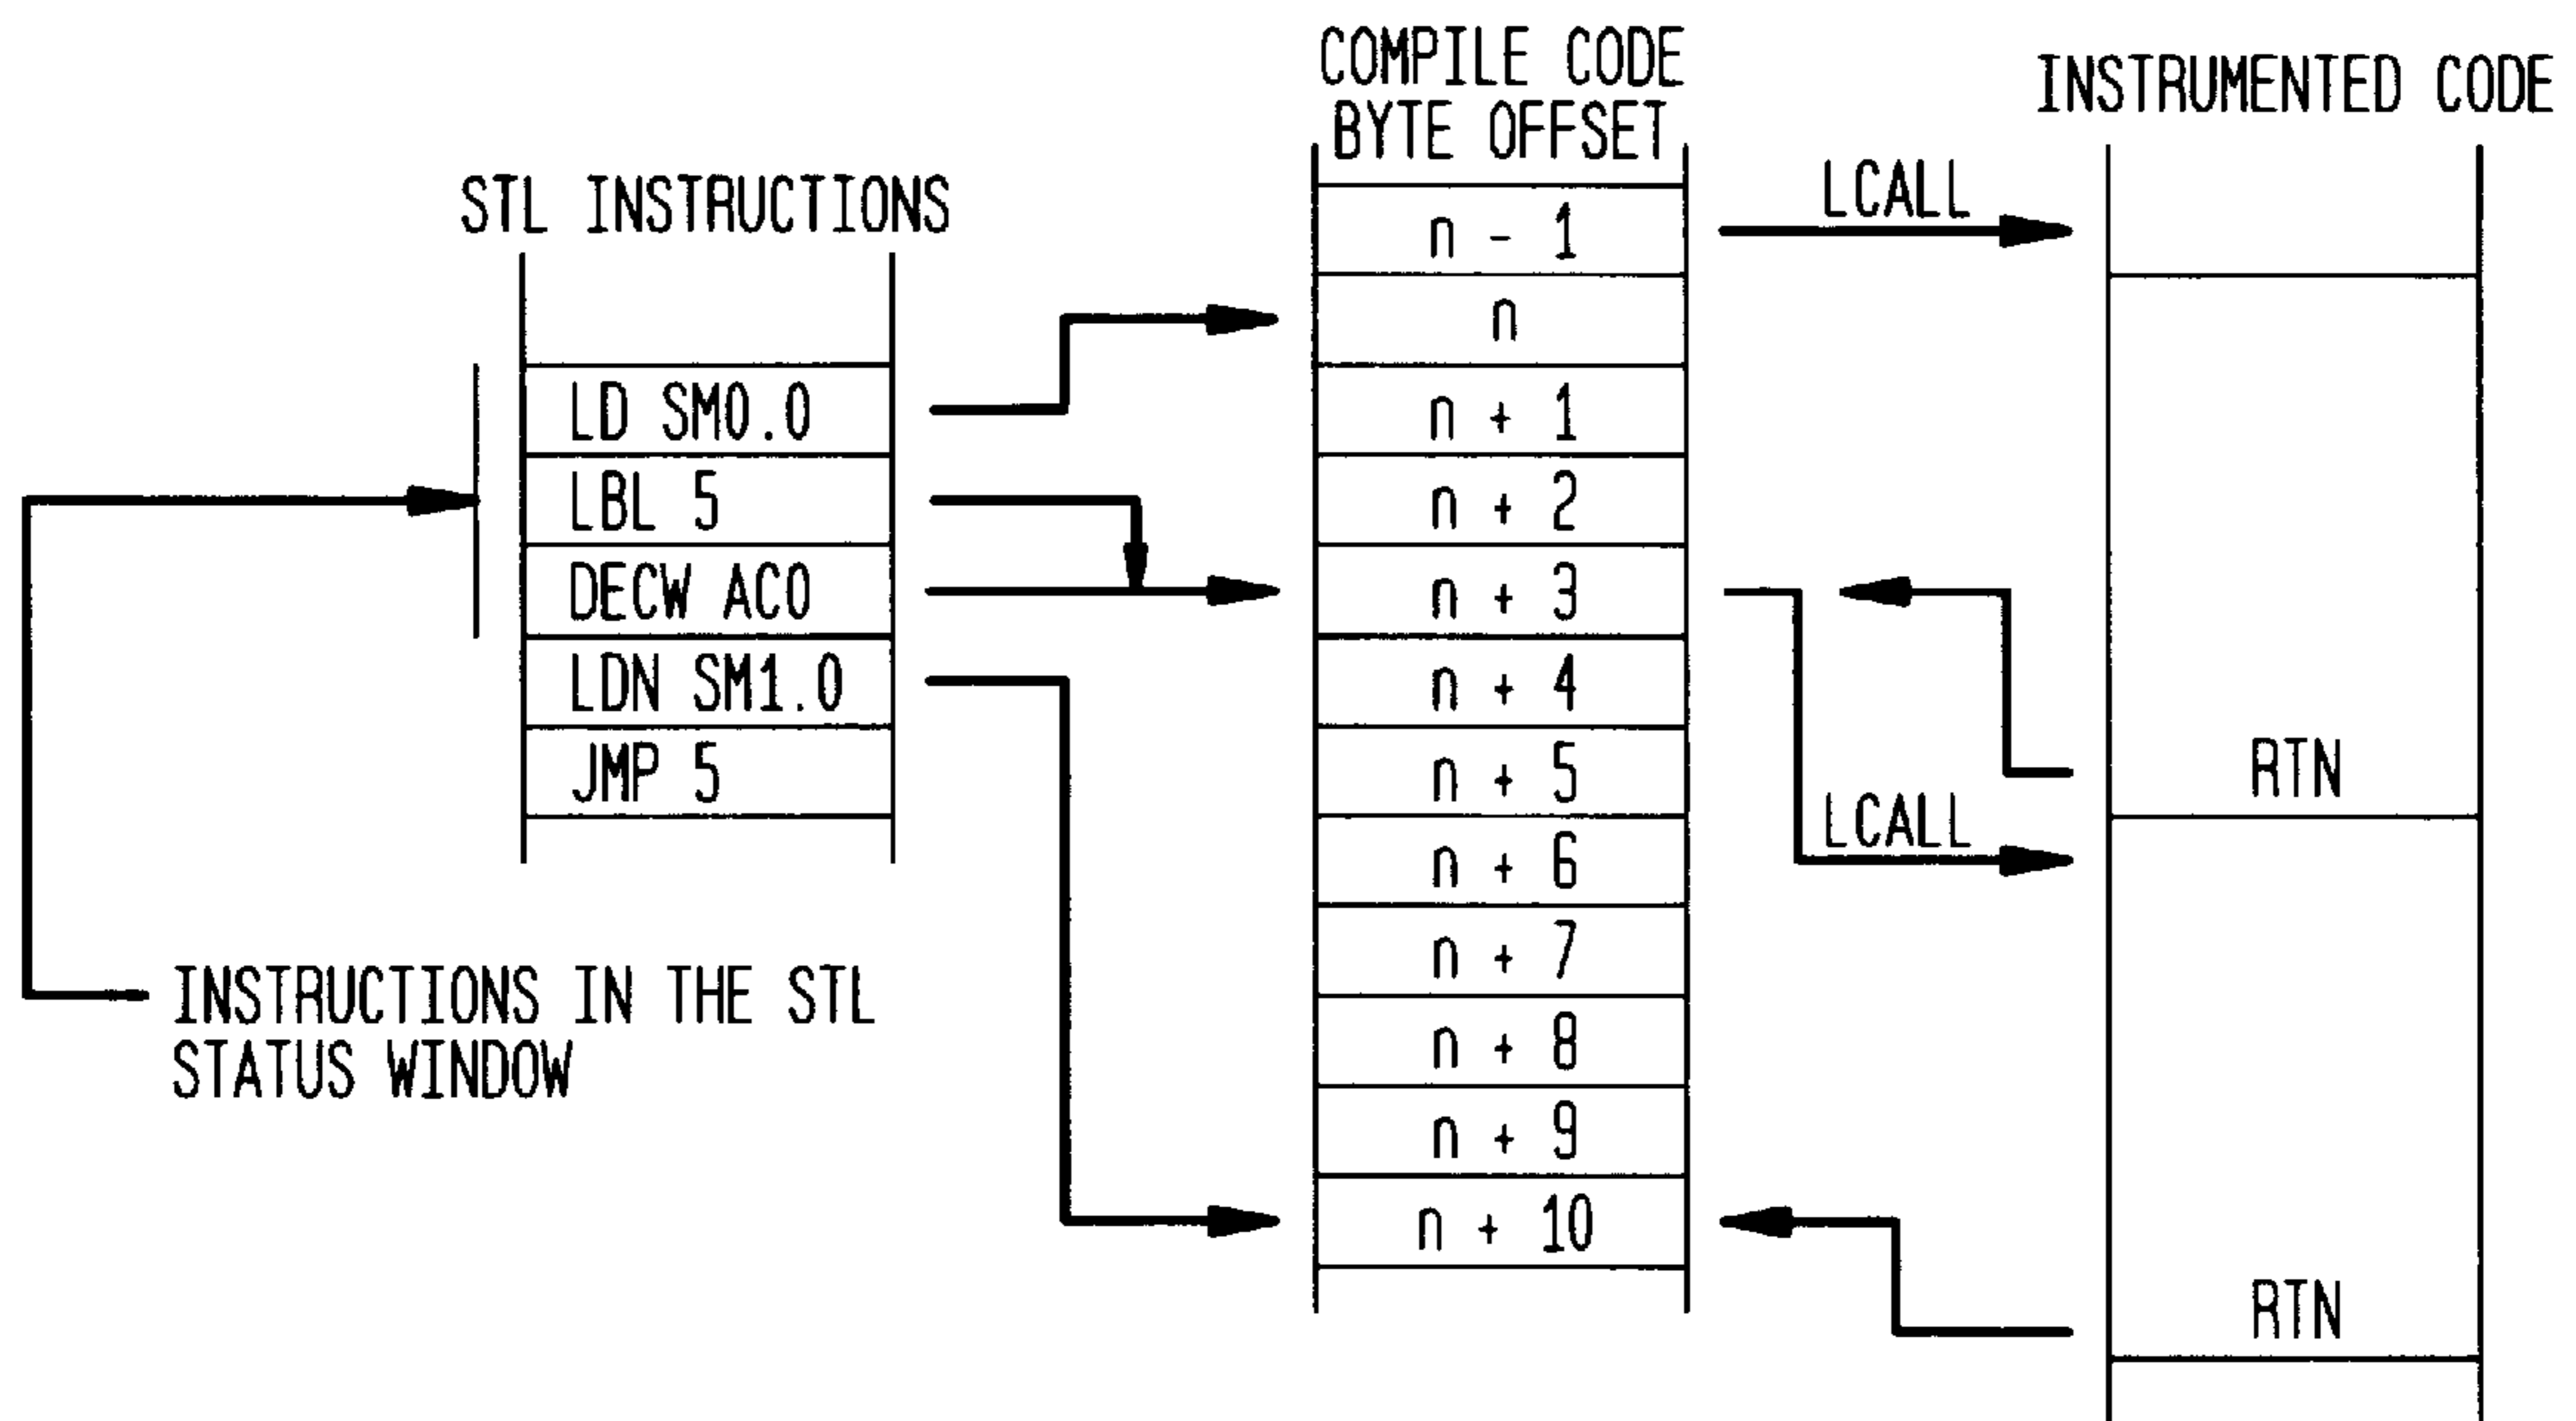 COMPILE CODE
BYTE OFFSET
INSTRUMENTED CODE
STL INSTRUCTIONS
LD SM0.0
LBL 5
DECW AC0
LDN SM1.0
JMP 5
INSTRUCTIONS IN THE STL
STATUS WINDOW
n - 1
n
n + 1
n + 2
n + 3
n + 4
n + 5
n + 6
n + 7
n + 8
n + 9
n + 10
LCALL
LCALL
RTN
RTN